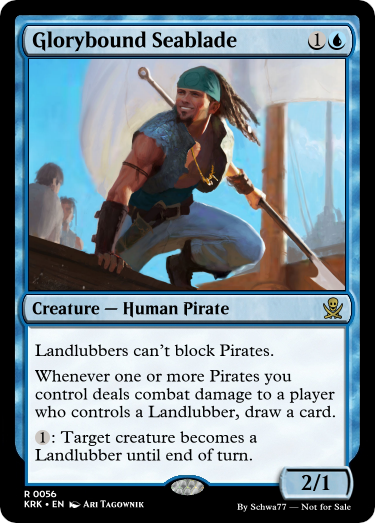 Glorybound Seablade 1
Creature — Human Pirate
Landlubbers can't block Pirates.
Whenever one or more Pirates you
control deals combat damage to a player
who controls a Landlubber, draw a card.
1: Target creature becomes a
Landlubber until end of turn.
2/1
R 0056
KRK • EN Ari Tagownik
By Schwa77 — Not for Sale